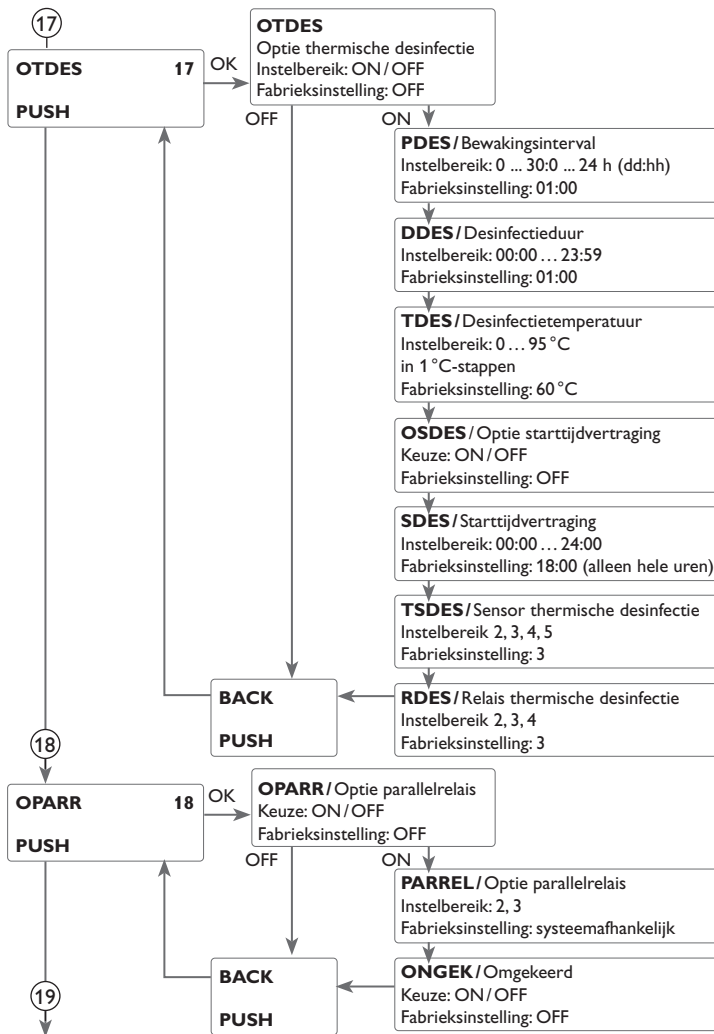 17
OTDES 17
PUSH
OK
OTDES
Optie thermische desinfectie
Instelbereik: ON / OFF
Fabrieksinstelling: OFF
OFF
ON
PDES / Bewakingsinterval
Instelbereik: 0 ... 30:0 ... 24 h (dd:hh)
Fabrieksinstelling: 01:00
DDES / Desinfectieduur
Instelbereik: 00:00 ... 23:59
Fabrieksinstelling: 01:00
TDES / Desinfectietemperatuur
Instelbereik: 0 ... 95 °C
in 1 °C-stappen
Fabrieksinstelling: 60 °C
OSDES / Optie starttijdvertraging
Keuze: ON / OFF
Fabrieksinstelling: OFF
SDES / Starttijdvertraging
Instelbereik: 00:00 ... 24:00
Fabrieksinstelling: 18:00 (alleen hele uren)
TSDES / Sensor thermische desinfectie
Instelbereik 2, 3, 4, 5
Fabrieksinstelling: 3
RDES / Relais thermische desinfectie
Instelbereik 2, 3, 4
Fabrieksinstelling: 3
BACK
PUSH
18
OPARR 18
PUSH
OK
OPARR / Optie parallelrelais
Keuze: ON / OFF
Fabrieksinstelling: OFF
OFF
ON
PARREL / Optie parallelrelais
Instelbereik: 2, 3
Fabrieksinstelling: systeemafhankelijk
ONGEK / Omgekeerd
Keuze: ON / OFF
Fabrieksinstelling: OFF
BACK
PUSH
19